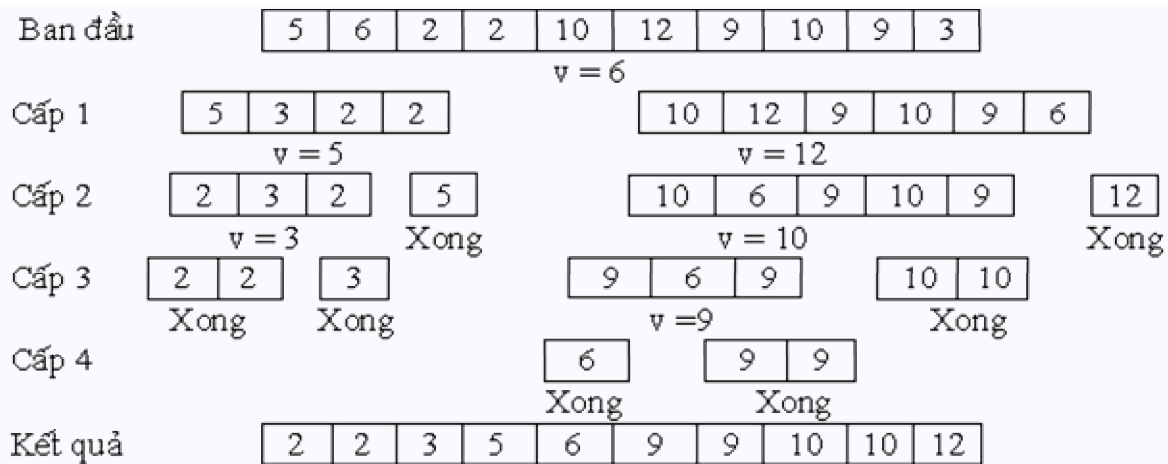 Ban đầu 5 6 2 2 10 12 9 10 9 3
v = 6
Cấp 1 5 3 2 2 10 12 9 10 9 6
v = 5 v = 12
Cấp 2 2 3 2 5 10 6 9 10 9 12
v = 3 Xong v = 10 Xong
Cấp 3 2 2 3 9 6 9 10 10
Xong Xong v =9 Xong
Cấp 4 6 9 9
Xong Xong
Kết quả 2 2 3 5 6 9 9 10 10 12